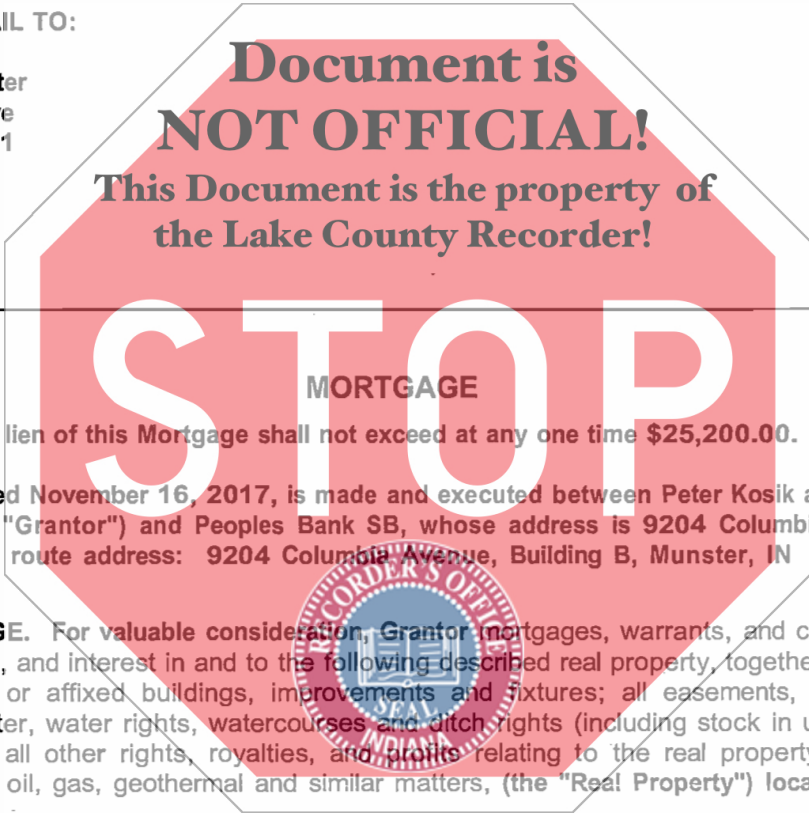 IL TO:
ter
e
1
Document is
NOT OFFICIAL!
This Document is the property of
the Lake County Recorder!
STOP
MORTGAGE
lien of this Mortgage shall not exceed at any one time $25,200.00.
ed November 16, 2017, is made and executed between Peter Kosik a
"Grantor") and Peoples Bank SB, whose address is 9204 Columbi
route address: 9204 Columbia Avenue, Building B, Munster, IN
RECORDER'S OFFICE
SEAL
INDIANA
GE. For valuable consideration, Grantor mortgages, warrants, and c
, and interest in and to the following described real property, togethe
or affixed buildings, improvements and fixtures; all easements,
ter, water rights, watercourses and ditch rights (including stock in u
all other rights, royalties, and profits relating to the real property
oil, gas, geothermal and similar matters, (the "Real Property") loca